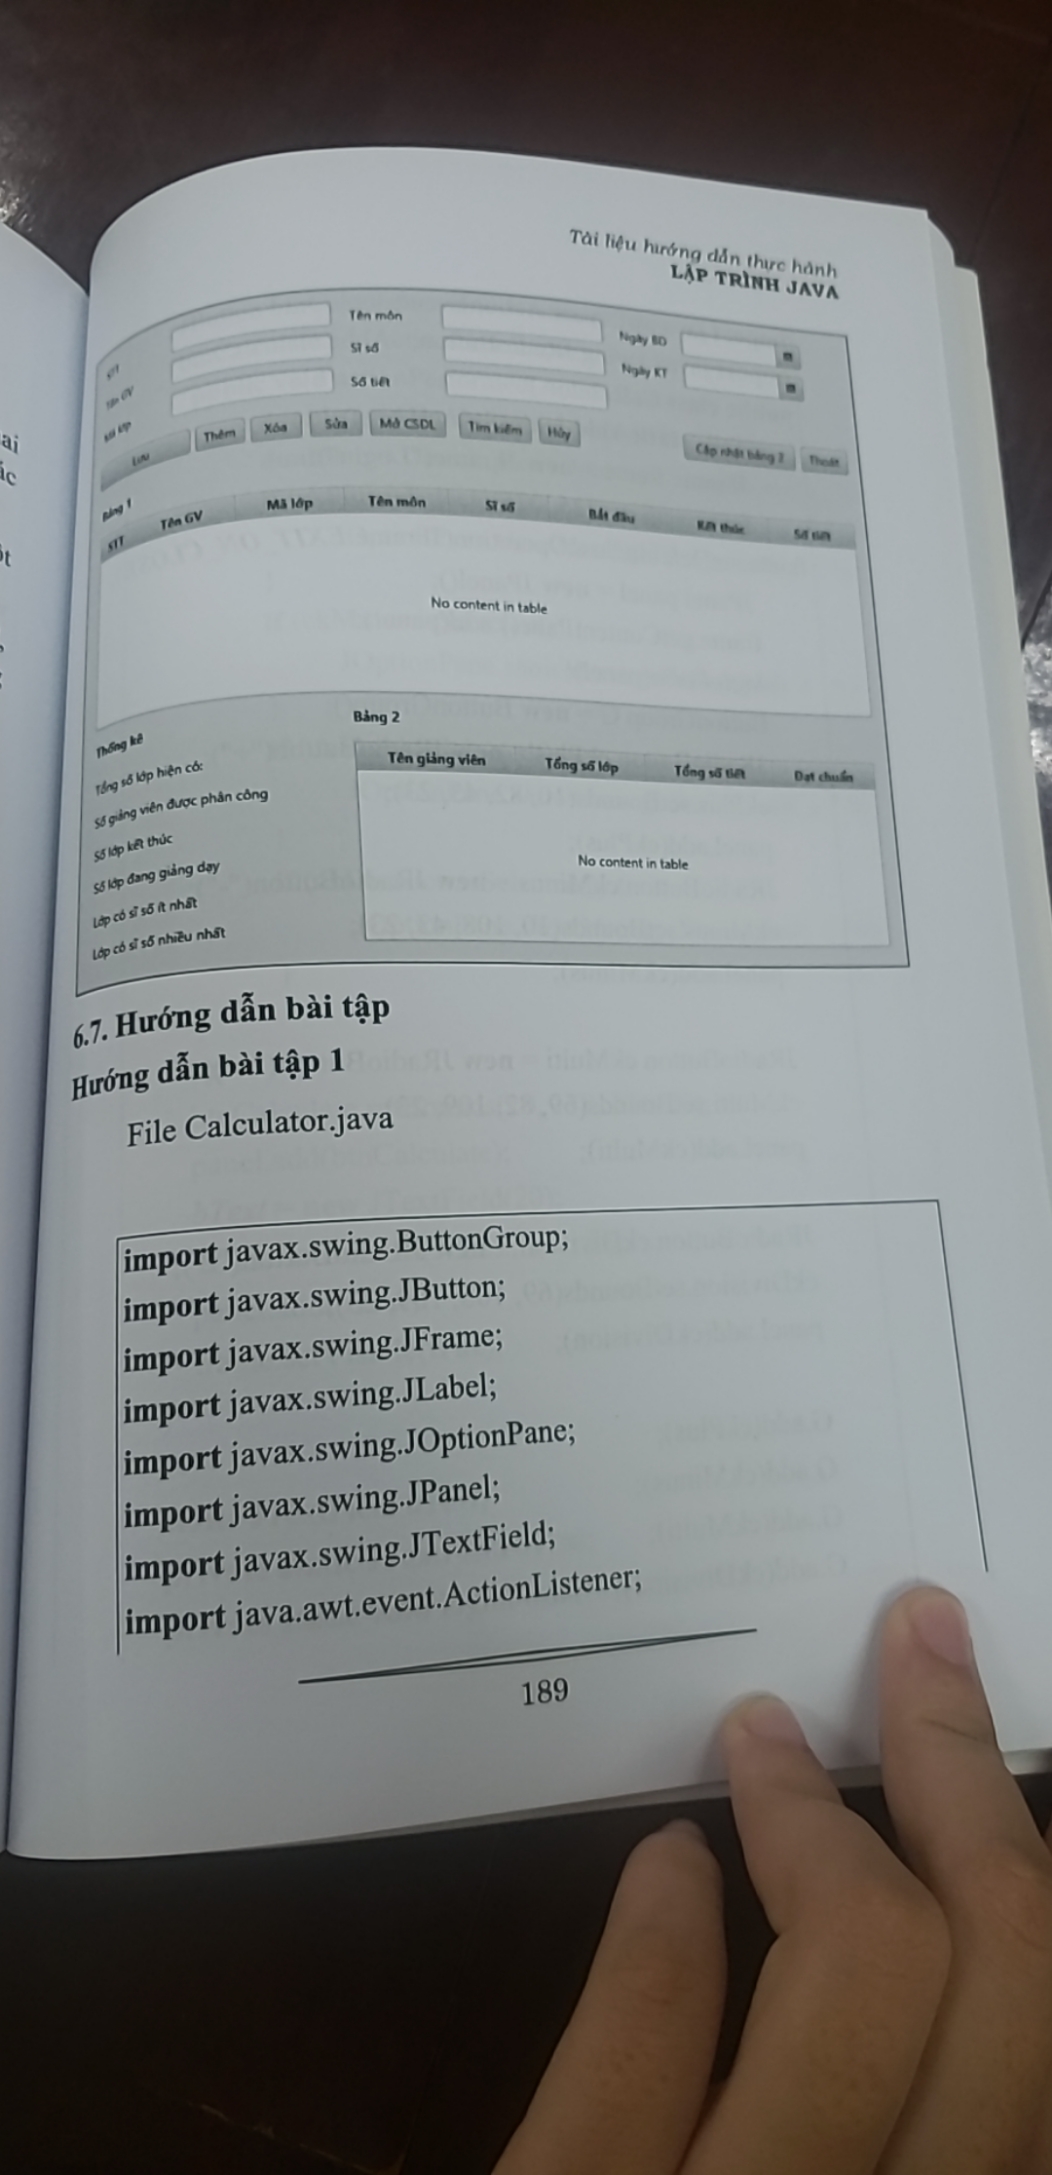 Tài liệu hướng dẫn thực hành
LẬP TRÌNH JAVA
STT Tên môn Ngày BD
Tên GV Sĩ số Ngày KT
Mã lớp Số tiết
Lưu Thêm Xóa Sửa Mở CSDL Tìm kiếm Hủy Cập nhật bảng 2 Thoát
Bảng 1
STT Tên GV Mã lớp Tên môn Sĩ số Bắt đầu Kết thúc Số tiết
No content in table
Thống kê Bảng 2
Tổng số lớp hiện có: Tên giảng viên Tổng số lớp Tổng số tiết Đạt chuẩn
Số giảng viên được phân công
Số lớp kết thúc
No content in table
Số lớp đang giảng dạy
Lớp có sĩ số ít nhất
Lớp có sĩ số nhiều nhất
6.7. Hướng dẫn bài tập
Hướng dẫn bài tập 1
File Calculator.java
import javax.swing.ButtonGroup;
import javax.swing.JButton;
import javax.swing.JFrame;
import javax.swing.JLabel;
import javax.swing.JOptionPane;
import javax.swing.JPanel;
import javax.swing.JTextField;
import java.awt.event.ActionListener;
189